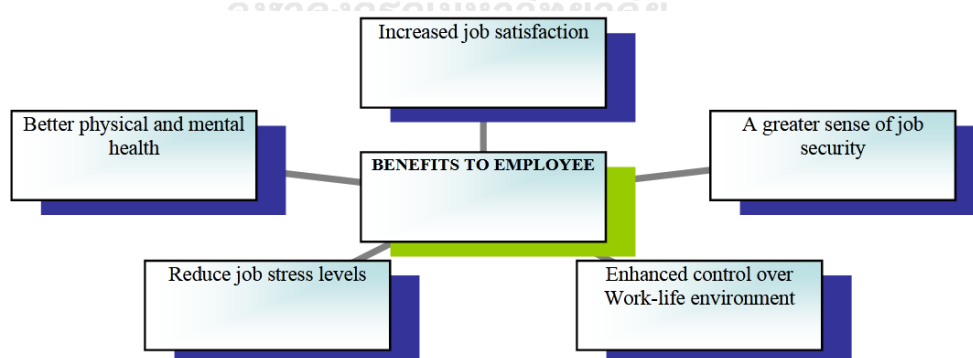 Increased job satisfaction
Better physical and mental
health
A greater sense of job
security
BENEFITS TO EMPLOYEE
Reduce job stress levels
Enhanced control over
Work-life environment